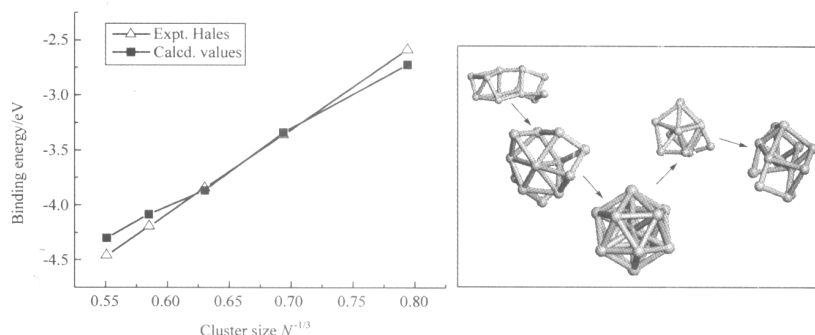 Expt. Hales
Calcd. values
-2.5
-3.0
-3.5
-4.0
-4.5
Binding energy/eV
0.55 0.60 0.65 0.70 0.75 0.80
Cluster size N^-1/3